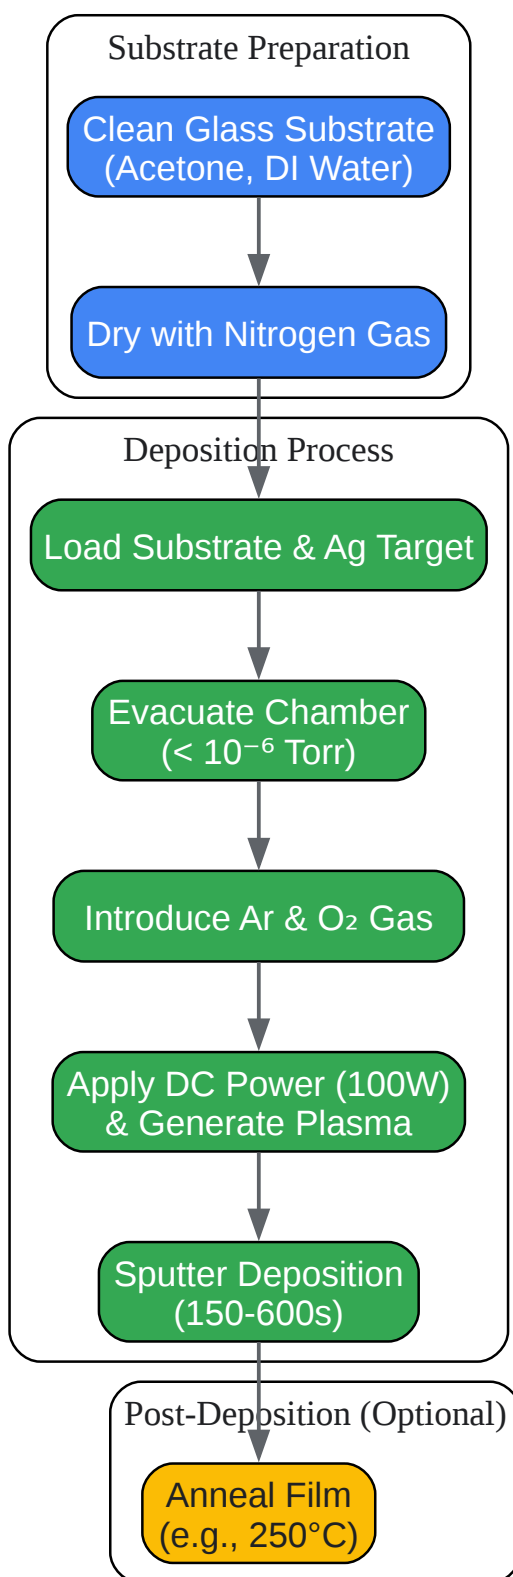 Substrate Preparation
Clean Glass Substrate
(Acetone, DI Water)
Dry with Nitrogen Gas
Deposition Process
Load Substrate & Ag Target
Evacuate Chamber
(< 10⁻⁶ Torr)
Introduce Ar & O₂ Gas
Apply DC Power (100W)
& Generate Plasma
Sputter Deposition
(150-600s)
Post-Deposition (Optional)
Anneal Film
(e.g., 250°C)